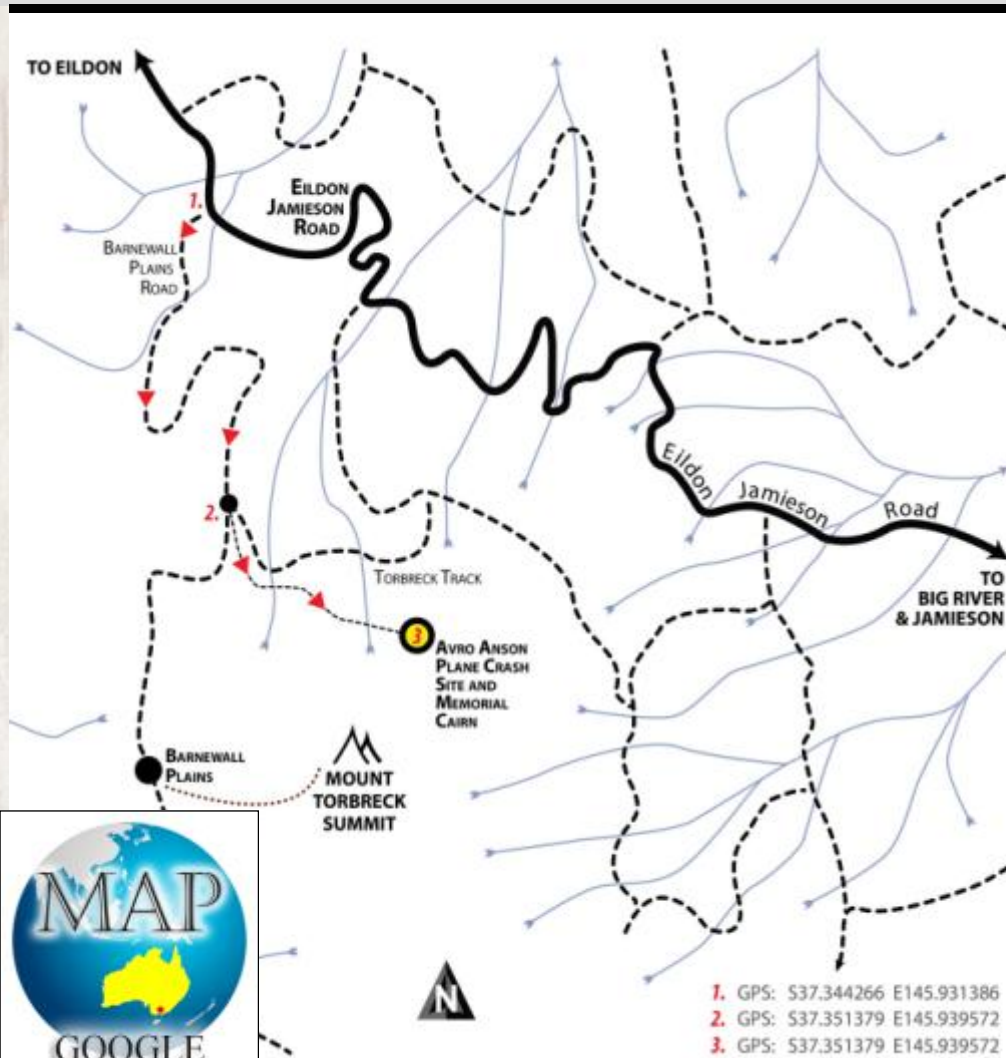 TO EILDON
1.
EILDON
JAMIESON
ROAD
BARNEWALL
PLAINS
ROAD
2.
TORBRECK TRACK
3
AVRO ANSON
PLANE CRASH
SITE AND
MEMORIAL
CAIRN
Eildon Jamieson Road
TO
BIG RIVER
& JAMIESON
BARNEWALL
PLAINS
MOUNT
TORBRECK
SUMMIT
MAP
GOOGLE
N
1. GPS: S37.344266 E145.931386
2. GPS: S37.351379 E145.939572
3. GPS: S37.351379 E145.939572